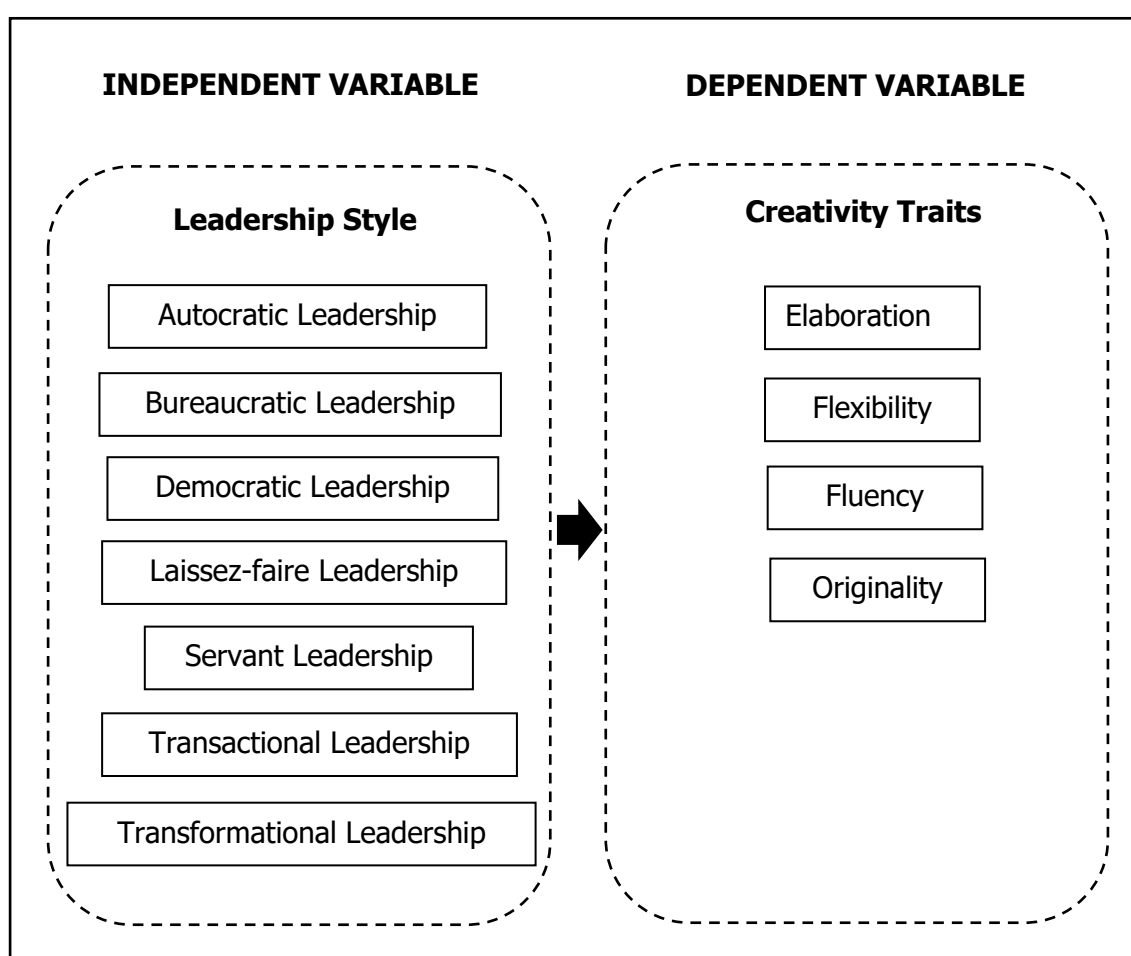 INDEPENDENT VARIABLE
Leadership Style
Autocratic Leadership
Bureaucratic Leadership
Democratic Leadership
Laissez-faire Leadership
Servant Leadership
Transactional Leadership
Transformational Leadership
DEPENDENT VARIABLE
Creativity Traits
Elaboration
Flexibility
Fluency
Originality